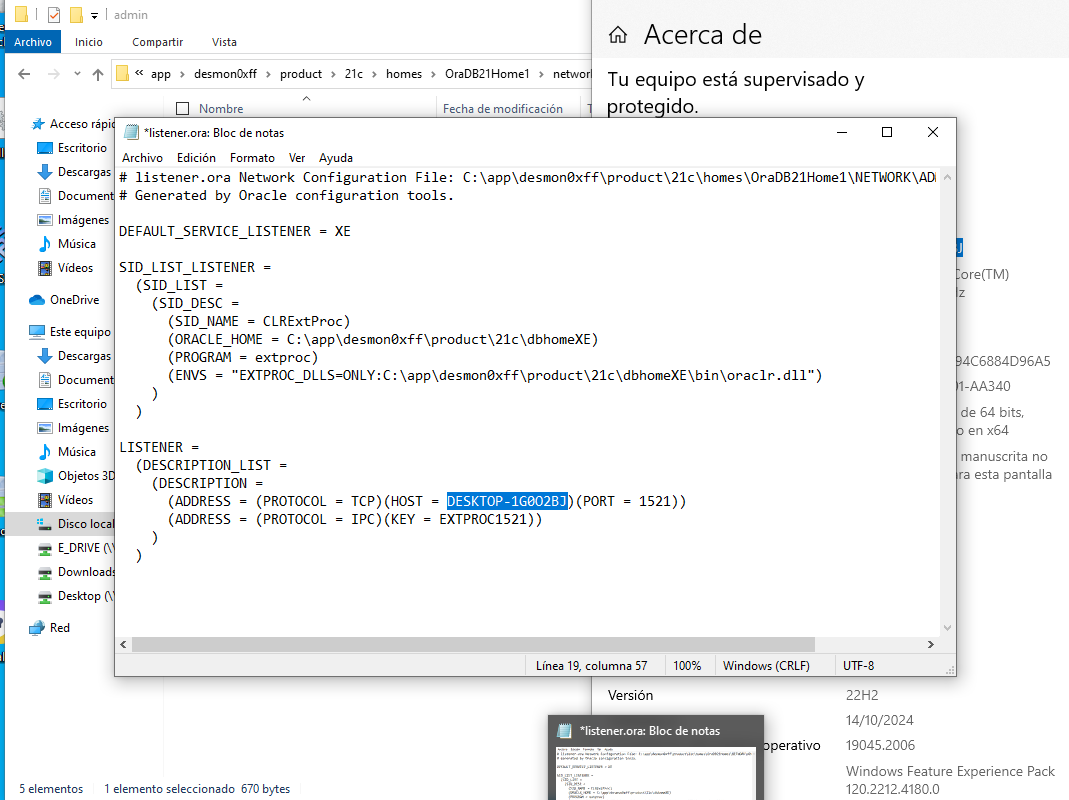 admin
Archivo Inicio Compartir Vista
« app › desmon0xff › product › 21c › homes › OraDB21Home1 ›
Nombre Fecha de modificación
Acceso
Escritorio
Descargas
Imágenes
Música
Vídeos
OneDrive
Este equipo
Descargas
Escritorio
Imágenes
Música
Objetos 3D
Vídeos
Disco local
E_DRIVE (\\
Downloads
Desktop (\\
Red
5 elementos 1 elemento seleccionado 670 bytes
*listener.ora: Bloc de notas
Archivo Edición Formato Ver Ayuda
# listener.ora Network Configuration File: C:\app\desmon0xff\product\21c\homes\OraDB21Home1\NETWORK\AD
# Generated by Oracle configuration tools.
DEFAULT_SERVICE_LISTENER = XE
SID_LIST_LISTENER =
(SID_LIST =
(SID_DESC =
(SID_NAME = CLRExtProc)
(ORACLE_HOME = C:\app\desmon0xff\product\21c\dbhomeXE)
(PROGRAM = extproc)
(ENVS = "EXTPROC_DLLS=ONLY:C:\app\desmon0xff\product\21c\dbhomeXE\bin\oraclr.dll")
)
)
LISTENER =
(DESCRIPTION_LIST =
(DESCRIPTION =
(ADDRESS = (PROTOCOL = TCP)(HOST = DESKTOP-1G0O2BJ)(PORT = 1521))
(ADDRESS = (PROTOCOL = IPC)(KEY = EXTPROC1521))
)
)
Línea 19, columna 57 100% Windows (CRLF) UTF-8
Acerca de
Tu equipo está supervisado y
protegido.
Core(TM)
94C6884D96A5
01-AA340
de 64 bits,
o en x64
manuscrita no
para esta pantalla
Versión 22H2
14/10/2024
operativo 19045.2006
Windows Feature Experience Pack
120.2212.4180.0
*listener.ora: Bloc de notas